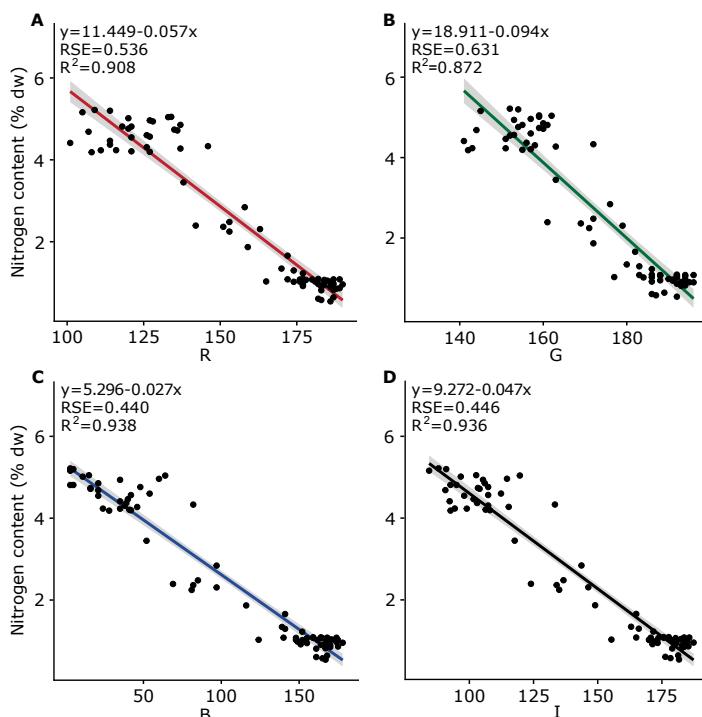 A
y=11.449-0.057x
RSE=0.536
R²=0.908
Nitrogen content (% dw)
6
4
2
100 125 150 175
R
B
y=18.911-0.094x
RSE=0.631
R²=0.872
6
4
2
140 160 180
G
C
y=5.296-0.027x
RSE=0.440
R²=0.938
Nitrogen content (% dw)
6
4
2
50 100 150
B
D
y=9.272-0.047x
RSE=0.446
R²=0.936
6
4
2
100 125 150 175
I